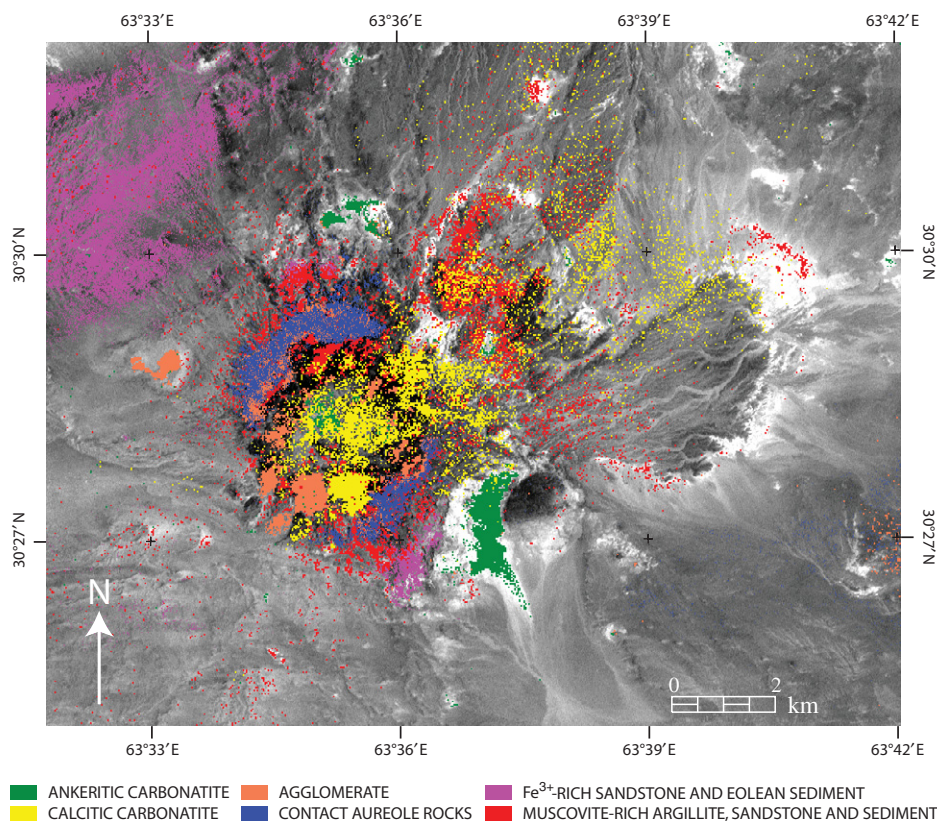 63°33′E 63°36′E 63°39′E 63°42′E
30°30′N 30°30′N
30°27′N 30°27′N
N
0 2
km
63°33′E 63°36′E 63°39′E 63°42′E
ANKERITIC CARBONATITE AGGLOMERATE Fe³⁺-RICH SANDSTONE AND EOLEAN SEDIMENT
CALCITIC CARBONATITE CONTACT AUREOLE ROCKS MUSCOVITE-RICH ARGILLITE, SANDSTONE AND SEDIMENT